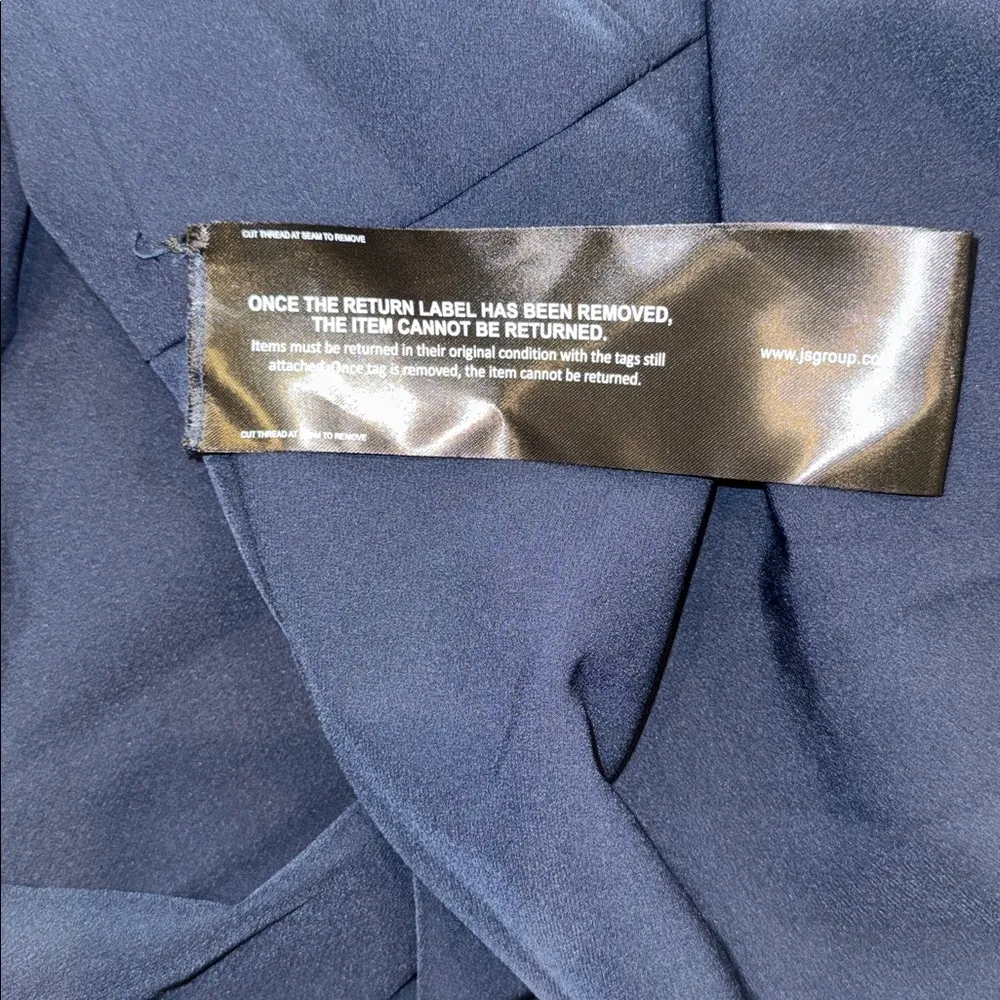 CUT THREAD AT SEAM TO REMOVE
ONCE THE RETURN LABEL HAS BEEN REMOVED,
THE ITEM CANNOT BE RETURNED.
Items must be returned in their original condition with the tags still
attached. Once tag is removed, the item cannot be returned.
www.jsgroup.co
CUT THREAD AT SEAM TO REMOVE